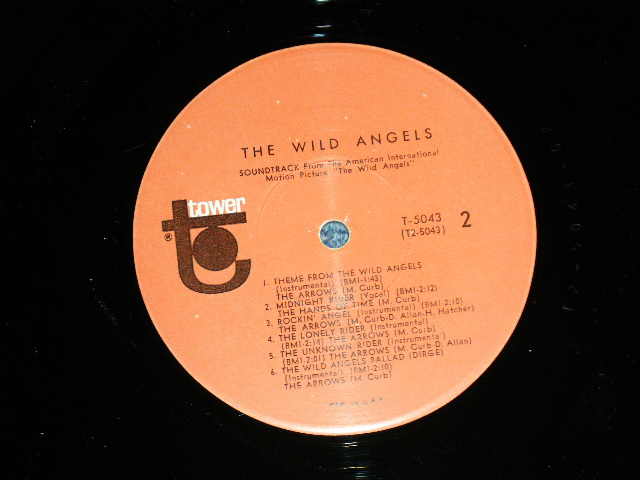 THE WILD ANGELS
SOUNDTRACK From the American International
Motion Picture "The Wild Angels"
tower
®
T-5043
(T2-5043)
2
1. THEME FROM THE WILD ANGELS
(Instrumental) (BMI-1:43)
THE ARROWS (M. Curb)
2. MIDNIGHT RIDER (Vocal) (BMI-2:12)
THE HANDS OF TIME (M. Curb)
3. ROCKIN' ANGEL (Instrumental) (BMI-2:10)
THE ARROWS (M. Curb-D. Allan-H. Hatcher)
4. THE LONELY RIDER (Instrumental)
(BMI-2:14) THE ARROWS (M. Curb)
5. THE UNKNOWN RIDER (Instrumental)
(BMI-2:01) THE ARROWS (M. Curb D. Allan)
6. THE WILD ANGELS BALLAD (DIRGE)
(Instrumental) (BMI-2:10)
THE ARROWS (M. Curb)